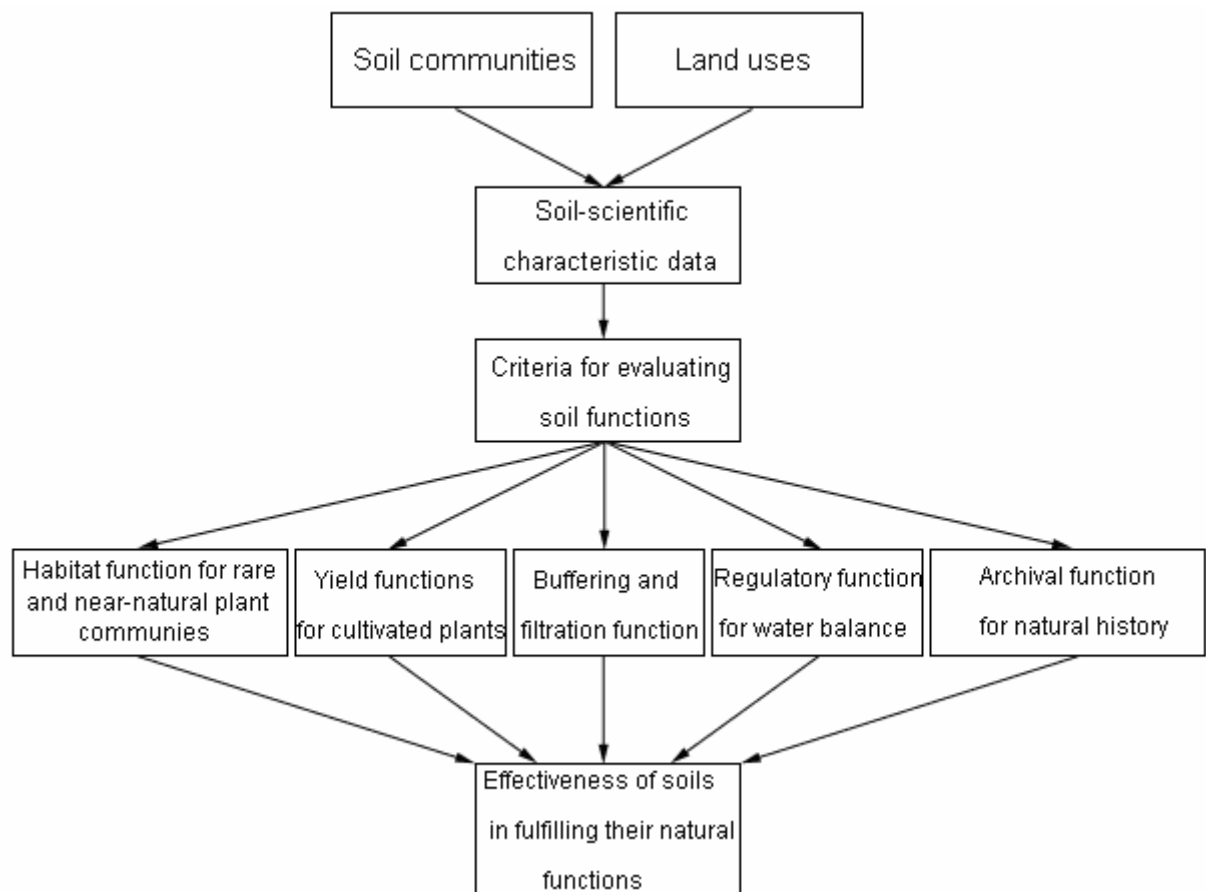 Soil communities
Land uses
Soil-scientific
characteristic data
Criteria for evaluating
soil functions
Habitat function for rare
and near-natural plant
communies
Yield functions
for cultivated plants
Buffering and
filtration function
Regulatory function
for water balance
Archival function
for natural history
Effectiveness of soils
in fulfilling their natural
functions